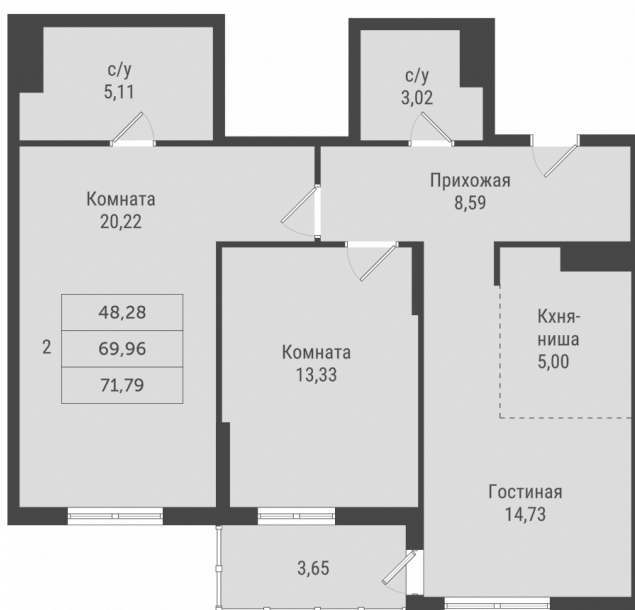 с/у
5,11
с/у
3,02
Комната
20,22
Прихожая
8,59
48,28
2
69,96
71,79
Комната
13,33
Кхня-
ниша
5,00
Гостиная
14,73
3,65